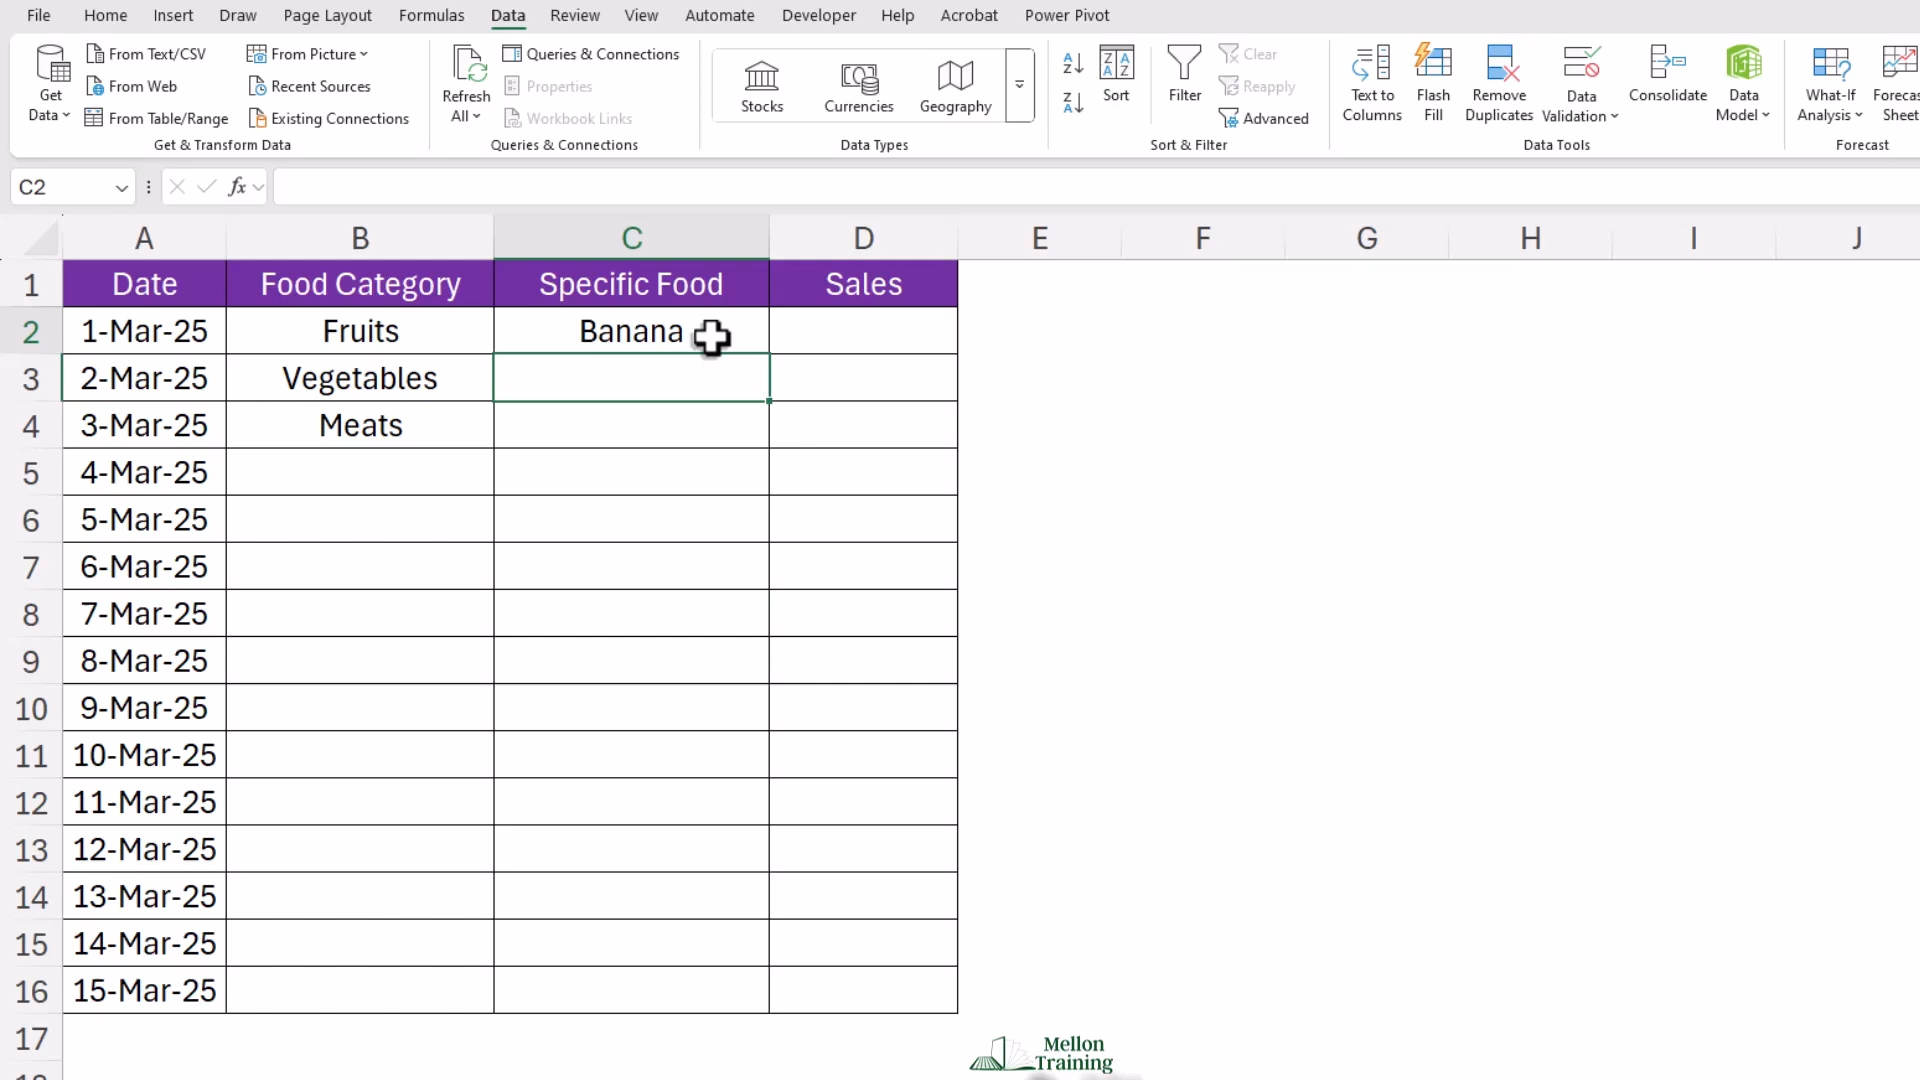 File Home Insert Draw Page Layout Formulas Data Review View Automate Developer Help Acrobat Power Pivot
Get Data
From Text/CSV
From Web
From Table/Range
From Picture
Recent Sources
Existing Connections
Get & Transform Data
Refresh All
Queries & Connections
Properties
Workbook Links
Queries & Connections
Stocks Currencies Geography
Data Types
Sort
Filter
Clear
Reapply
Advanced
Sort & Filter
Text to Columns
Flash Fill
Remove Duplicates
Data Validation
Consolidate
Data Model
Data Tools
What-If Analysis
Forecas
Sheet
Forecast
C2 fx
A B C D E F G H I J
1 Date Food Category Specific Food Sales
2 1-Mar-25 Fruits Banana
3 2-Mar-25 Vegetables
4 3-Mar-25 Meats
5 4-Mar-25
6 5-Mar-25
7 6-Mar-25
8 7-Mar-25
9 8-Mar-25
10 9-Mar-25
11 10-Mar-25
12 11-Mar-25
13 12-Mar-25
14 13-Mar-25
15 14-Mar-25
16 15-Mar-25
17
Mellon
Training